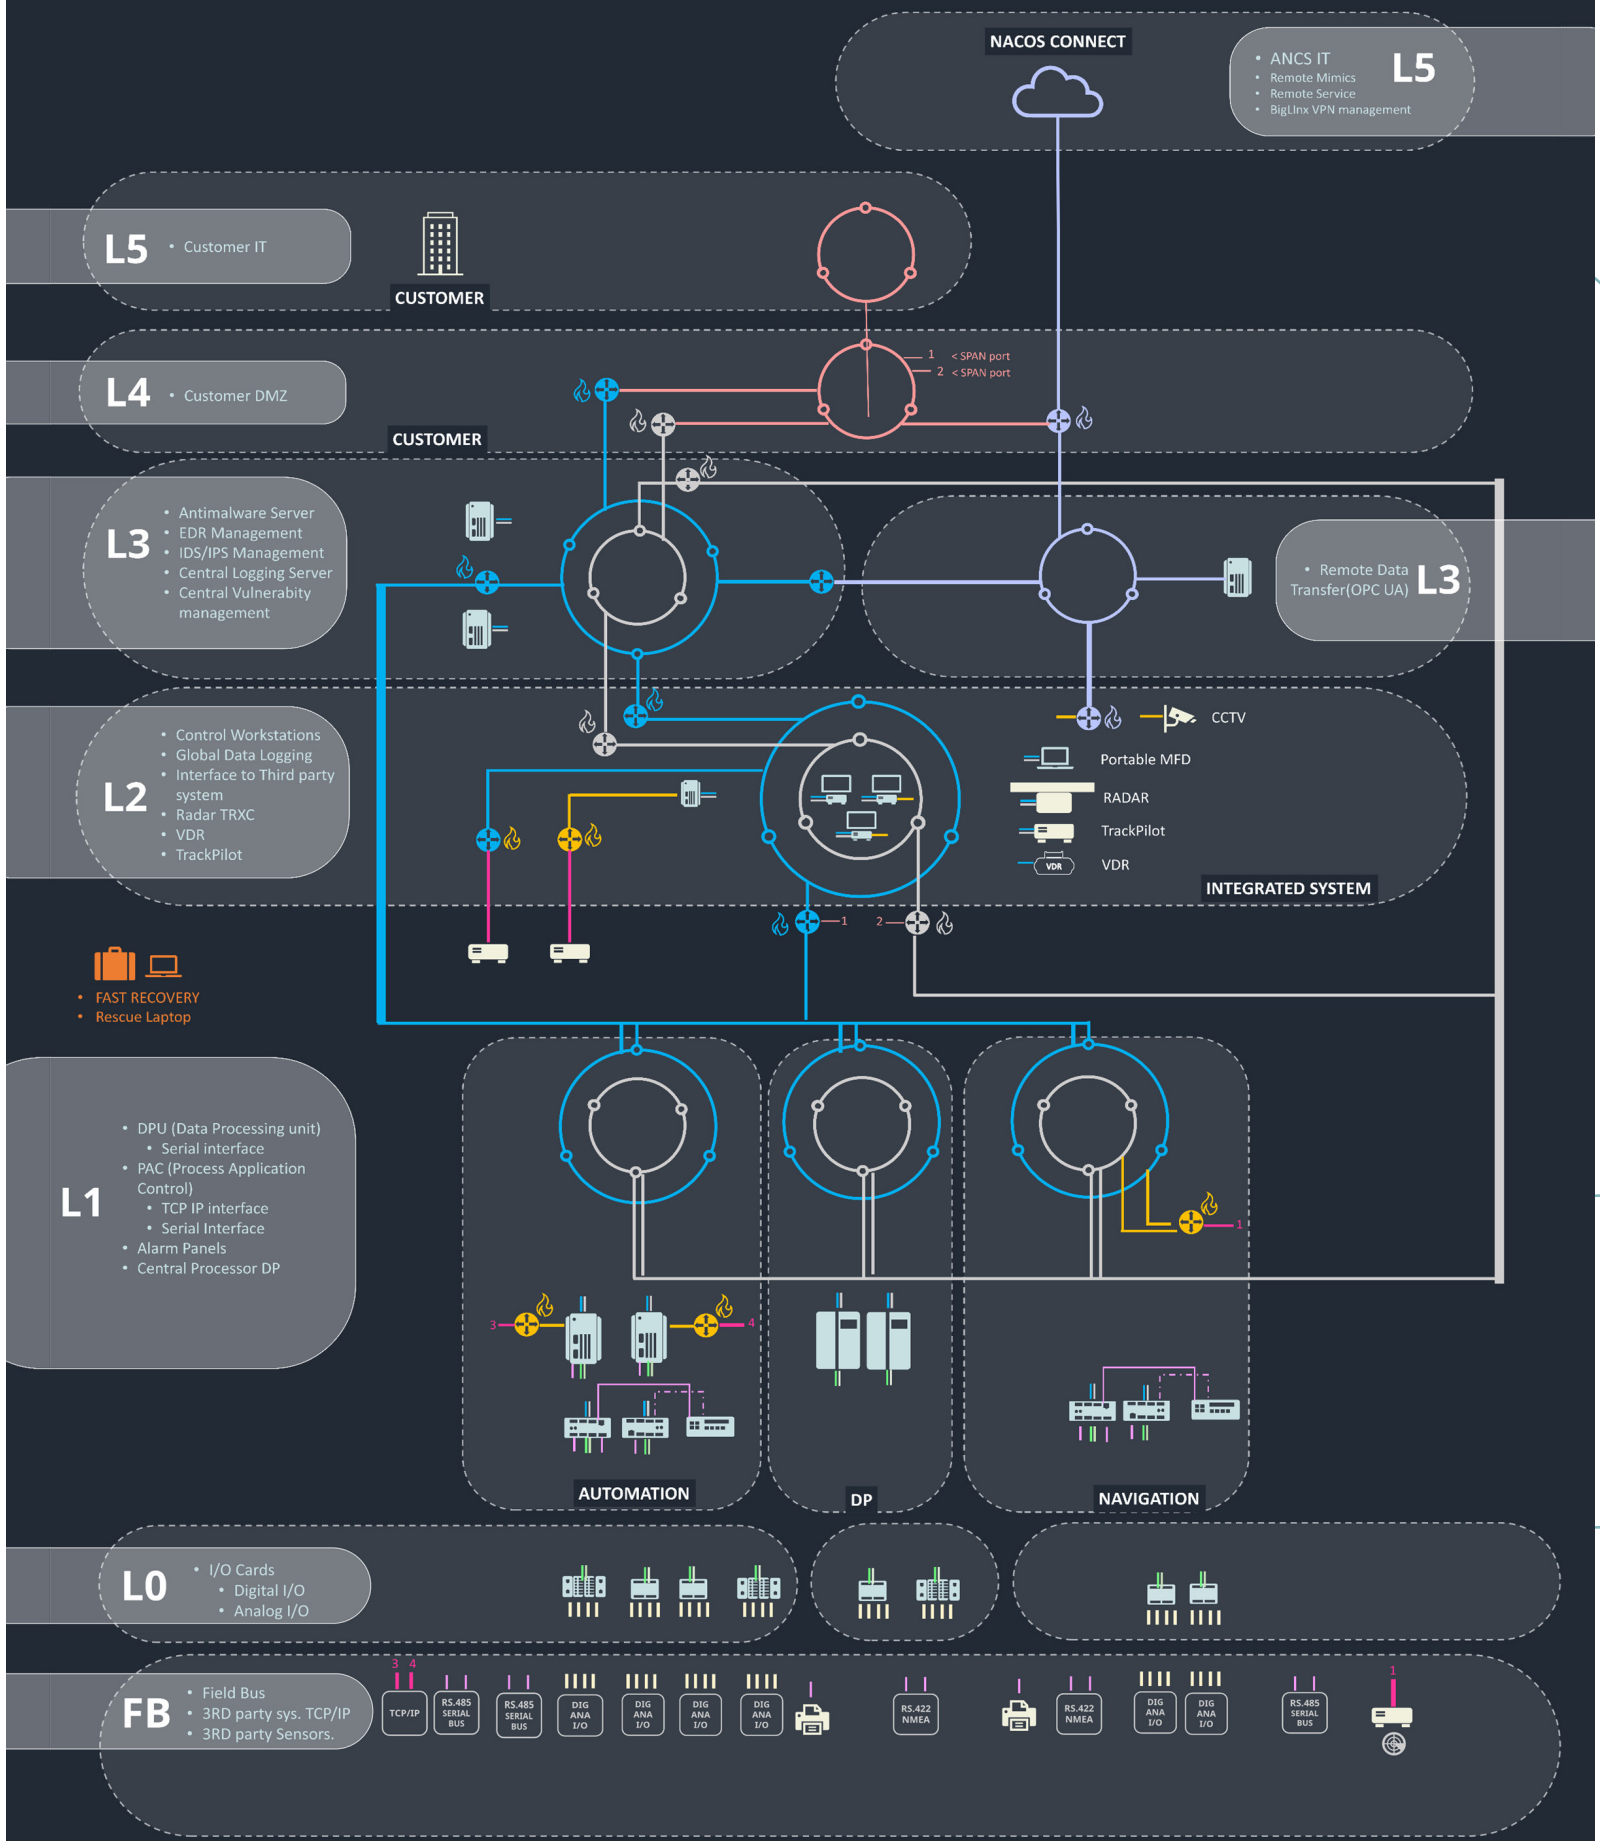 NACOS CONNECT
• ANCS IT
• Remote Mimics
• Remote Service
• BigLInx VPN management
L5
L5
• Customer IT
CUSTOMER
L4
• Customer DMZ
1 < SPAN port
2 < SPAN port
CUSTOMER
L3
• Antimalware Server
• EDR Management
• IDS/IPS Management
• Central Logging Server
• Central Vulnerabity
management
• Remote Data
Transfer(OPC UA)
L3
L2
• Control Workstations
• Global Data Logging
• Interface to Third party
system
• Radar TRXC
• VDR
• TrackPilot
CCTV
Portable MFD
RADAR
TrackPilot
VDR
VDR
INTEGRATED SYSTEM
1
2
• FAST RECOVERY
• Rescue Laptop
L1
• DPU (Data Processing unit)
• Serial interface
• PAC (Process Application
Control)
• TCP IP interface
• Serial Interface
• Alarm Panels
• Central Processor DP
1
3
4
AUTOMATION
DP
NAVIGATION
L0
• I/O Cards
• Digital I/O
• Analog I/O
FB
• Field Bus
• 3RD party sys. TCP/IP
• 3RD party Sensors.
3 4
TCP/IP
RS.485
SERIAL
BUS
RS.485
SERIAL
BUS
DIG
ANA
I/O
DIG
ANA
I/O
DIG
ANA
I/O
DIG
ANA
I/O
RS.422
NMEA
RS.422
NMEA
DIG
ANA
I/O
DIG
ANA
I/O
RS.485
SERIAL
BUS
1